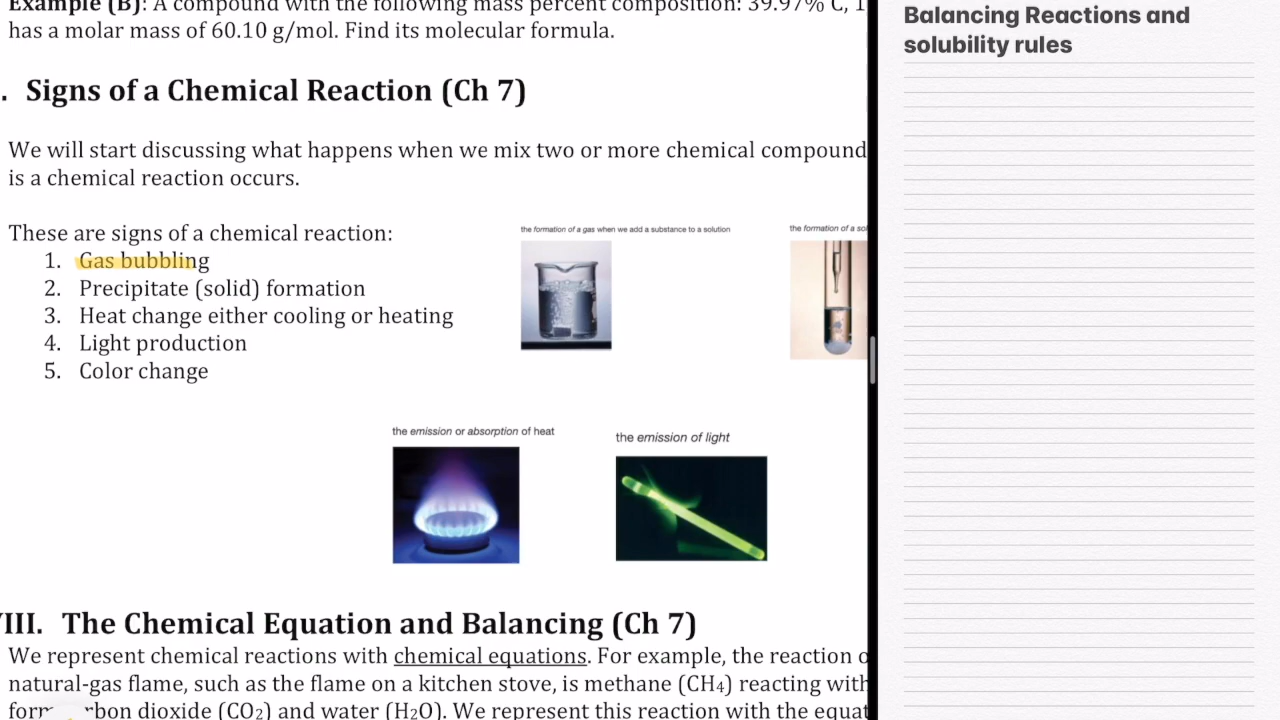 Example (B): A compound with the following mass percent composition: 39.97% C, 1
has a molar mass of 60.10 g/mol. Find its molecular formula.
. Signs of a Chemical Reaction (Ch 7)
We will start discussing what happens when we mix two or more chemical compound
is a chemical reaction occurs.
These are signs of a chemical reaction:
1. Gas bubbling
2. Precipitate (solid) formation
3. Heat change either cooling or heating
4. Light production
5. Color change
the formation of a gas when we add a substance to a solution
the formation of a sol
the emission or absorption of heat
the emission of light
VIII. The Chemical Equation and Balancing (Ch 7)
We represent chemical reactions with chemical equations. For example, the reaction o
natural-gas flame, such as the flame on a kitchen stove, is methane (CH4) reacting with
carbon dioxide (CO2) and water (H2O). We represent this reaction with the equat
Balancing Reactions and
solubility rules